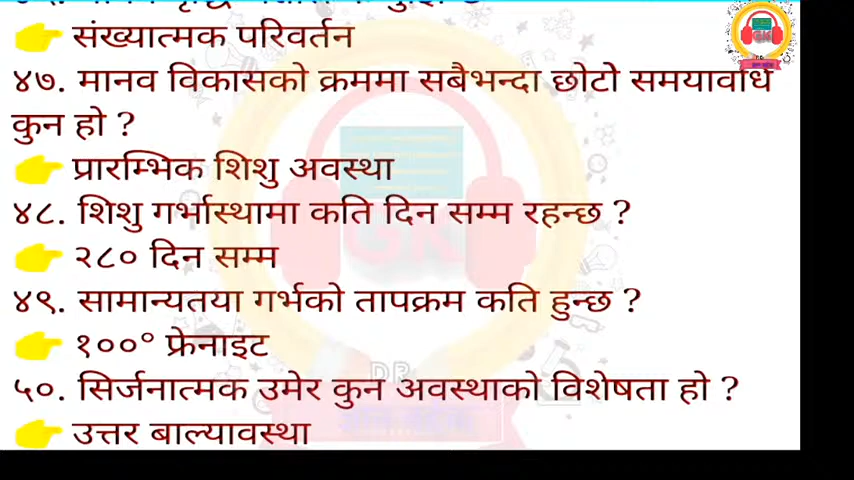 👉 संख्यात्मक परिवर्तन
४७. मानव विकासको क्रममा सबैभन्दा छोटो समयावधि
कुन हो ?
👉 प्रारम्भिक शिशु अवस्था
४८. शिशु गर्भास्थामा कति दिन सम्म रहन्छ ?
👉 २८० दिन सम्म
४९. सामान्यतया गर्भको तापक्रम कति हुन्छ ?
👉 १००° फ्रेनाइट
५०. सिर्जनात्मक उमेर कुन अवस्थाको विशेषता हो ?
👉 उत्तर बाल्यावस्था
GK
DR